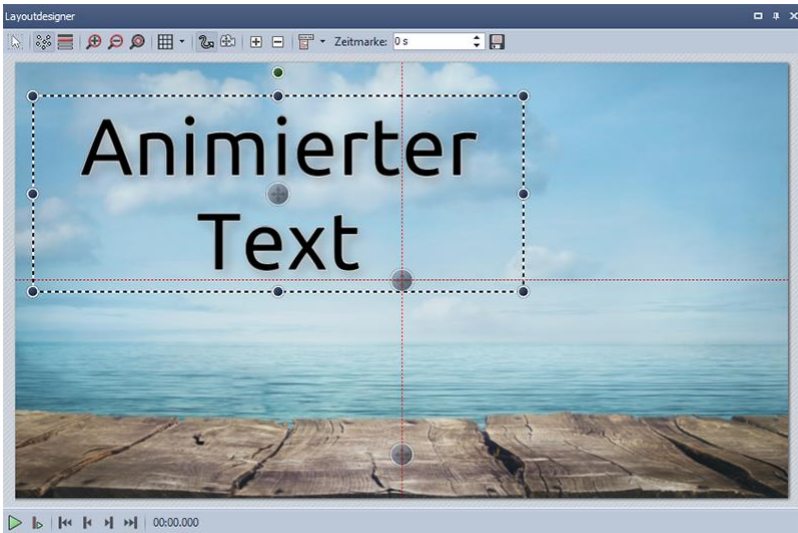 Layoutdesigner
Zeitmarke: 0 s
Animierter
Text
00:00.000